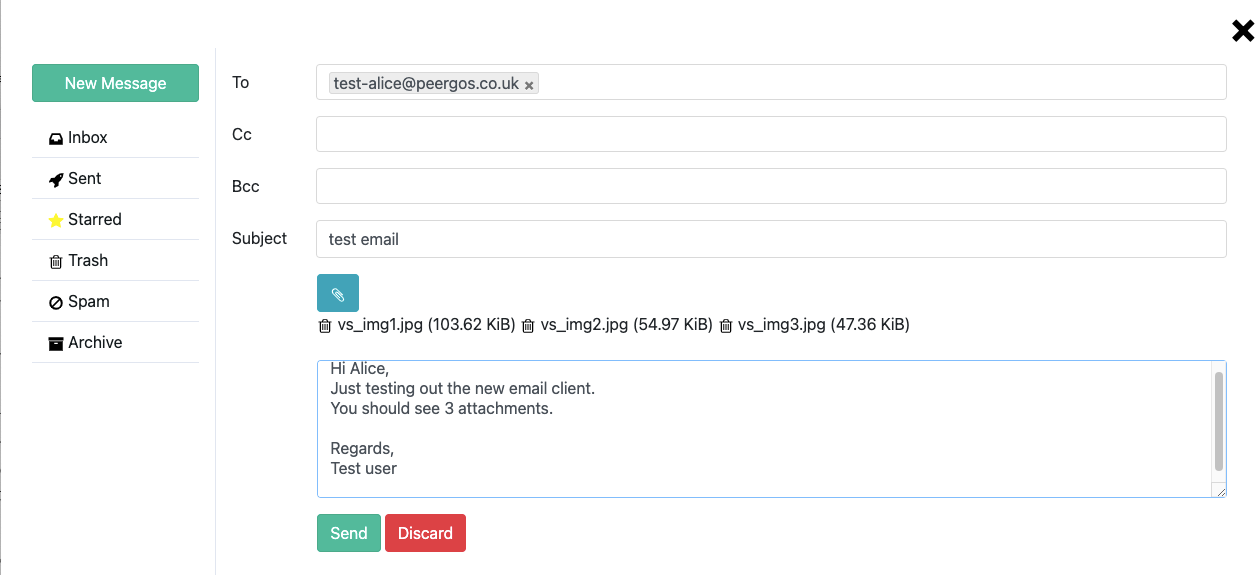 New Message
Inbox
Sent
Starred
Trash
Spam
Archive
To test-alice@peergos.co.uk
Cc
Bcc
Subject test email
vs_img1.jpg (103.62 KiB) vs_img2.jpg (54.97 KiB) vs_img3.jpg (47.36 KiB)
Hi Alice,
Just testing out the new email client.
You should see 3 attachments.
Regards,
Test user
Send Discard